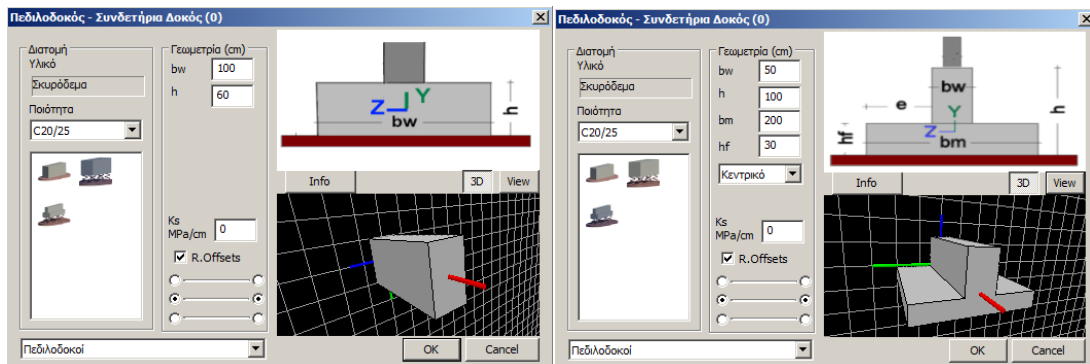 Πεδιλοδοκός - Συνδετήρια Δοκός (0)
Διατομή
Υλικό
Σκυρόδεμα
Ποιότητα
C20/25
Γεωμετρία (cm)
bw 100
h 60
Ks
MPa/cm 0
R.Offsets
Z Y
bw
h
Info 3D View
Πεδιλοδοκοί
OK Cancel
Πεδιλοδοκός - Συνδετήρια Δοκός (0)
Διατομή
Υλικό
Σκυρόδεμα
Ποιότητα
C20/25
Γεωμετρία (cm)
bw 50
h 100
bm 200
hf 30
Κεντρικό
Ks
MPa/cm 0
R.Offsets
bw
e
Y
h
hf
Z
bm
Info 3D View
Πεδιλοδοκοί
OK Cancel